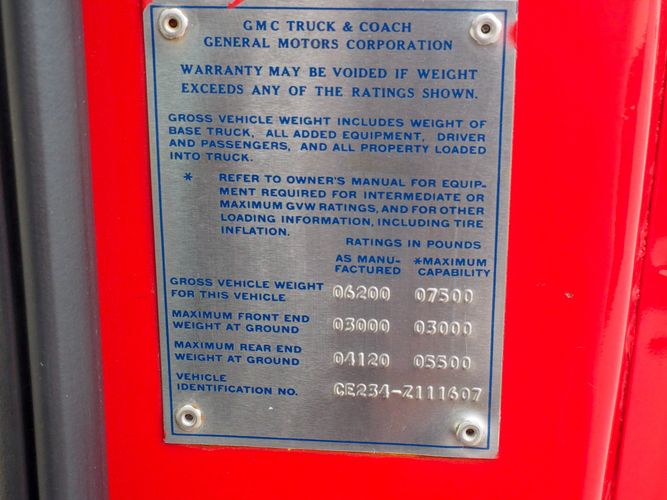 GMC TRUCK & COACH
GENERAL MOTORS CORPORATION
WARRANTY MAY BE VOIDED IF WEIGHT
EXCEEDS ANY OF THE RATINGS SHOWN.
GROSS VEHICLE WEIGHT INCLUDES WEIGHT OF
BASE TRUCK, ALL ADDED EQUIPMENT, DRIVER
AND PASSENGERS, AND ALL PROPERTY LOADED
INTO TRUCK.
* REFER TO OWNER'S MANUAL FOR EQUIP-
MENT REQUIRED FOR INTERMEDIATE OR
MAXIMUM GVW RATINGS, AND FOR OTHER
LOADING INFORMATION, INCLUDING TIRE
INFLATION.
RATINGS IN POUNDS
AS MANU- *MAXIMUM
FACTURED CAPABILITY
GROSS VEHICLE WEIGHT
FOR THIS VEHICLE 06200 07500
MAXIMUM FRONT END
WEIGHT AT GROUND 03000 03000
MAXIMUM REAR END
WEIGHT AT GROUND 04120 05500
VEHICLE
IDENTIFICATION NO. CE234-Z111607